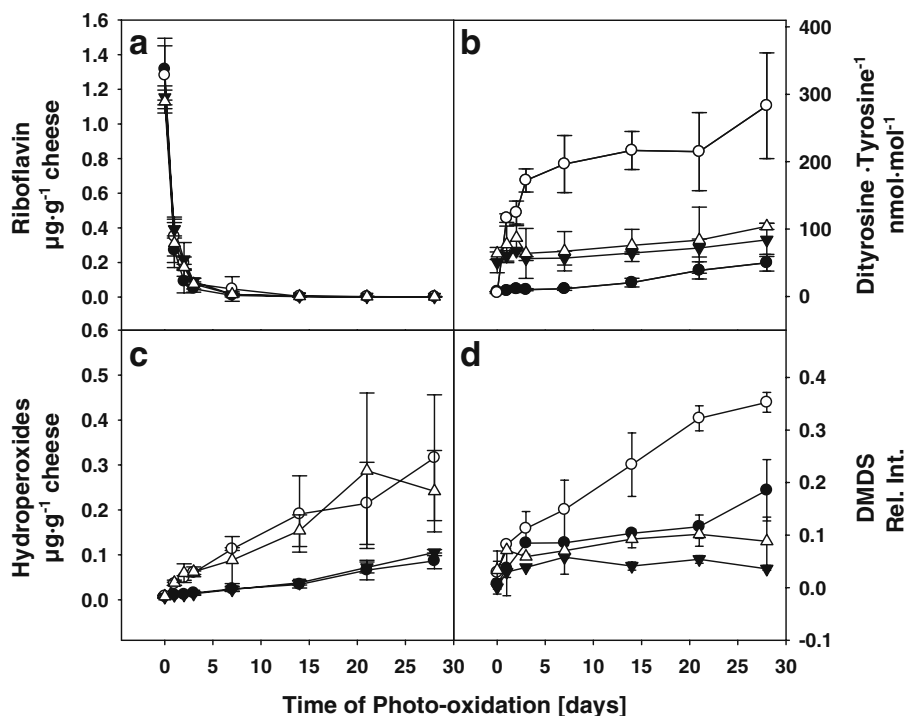 a
1.6
1.4
1.2
1.0
0.8
0.6
0.4
0.2
0.0
Riboflavin
µg·g⁻¹ cheese
b
400
300
200
100
0
Dityrosine ·Tyrosine⁻¹
nmol·mol⁻¹
c
0.6
0.5
0.4
0.3
0.2
0.1
0.0
Hydroperoxides
µg·g⁻¹ cheese
d
0.4
0.3
0.2
0.1
0.0
-0.1
DMDS
Rel. Int.
0 5 10 15 20 25 30
0 5 10 15 20 25 30
Time of Photo-oxidation [days]